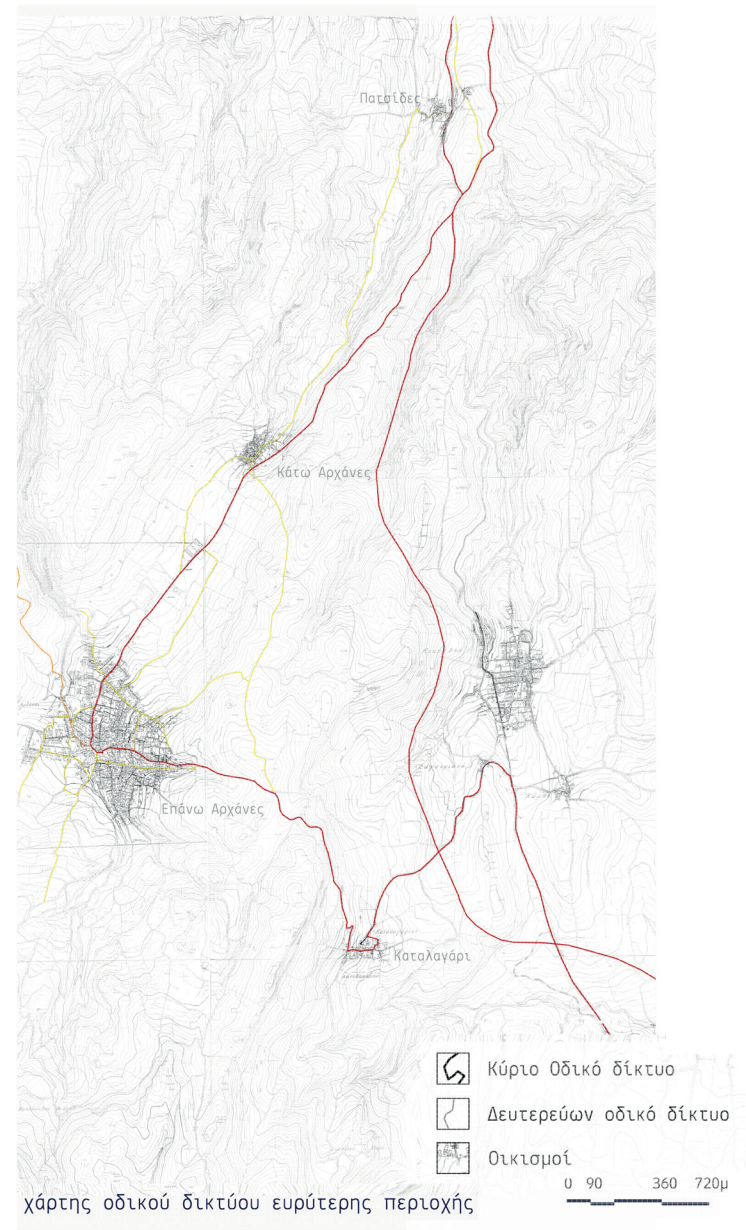 Πατσίδες
Κάτω Αρχάνες
Επάνω Αρχάνες
Καταλαγάρι
Κύριο Οδικό δίκτυο
Δευτερεύων οδικό δίκτυο
Οικισμοί
0 90 360 720μ
χάρτης οδικού δικτύου ευρύτερης περιοχής